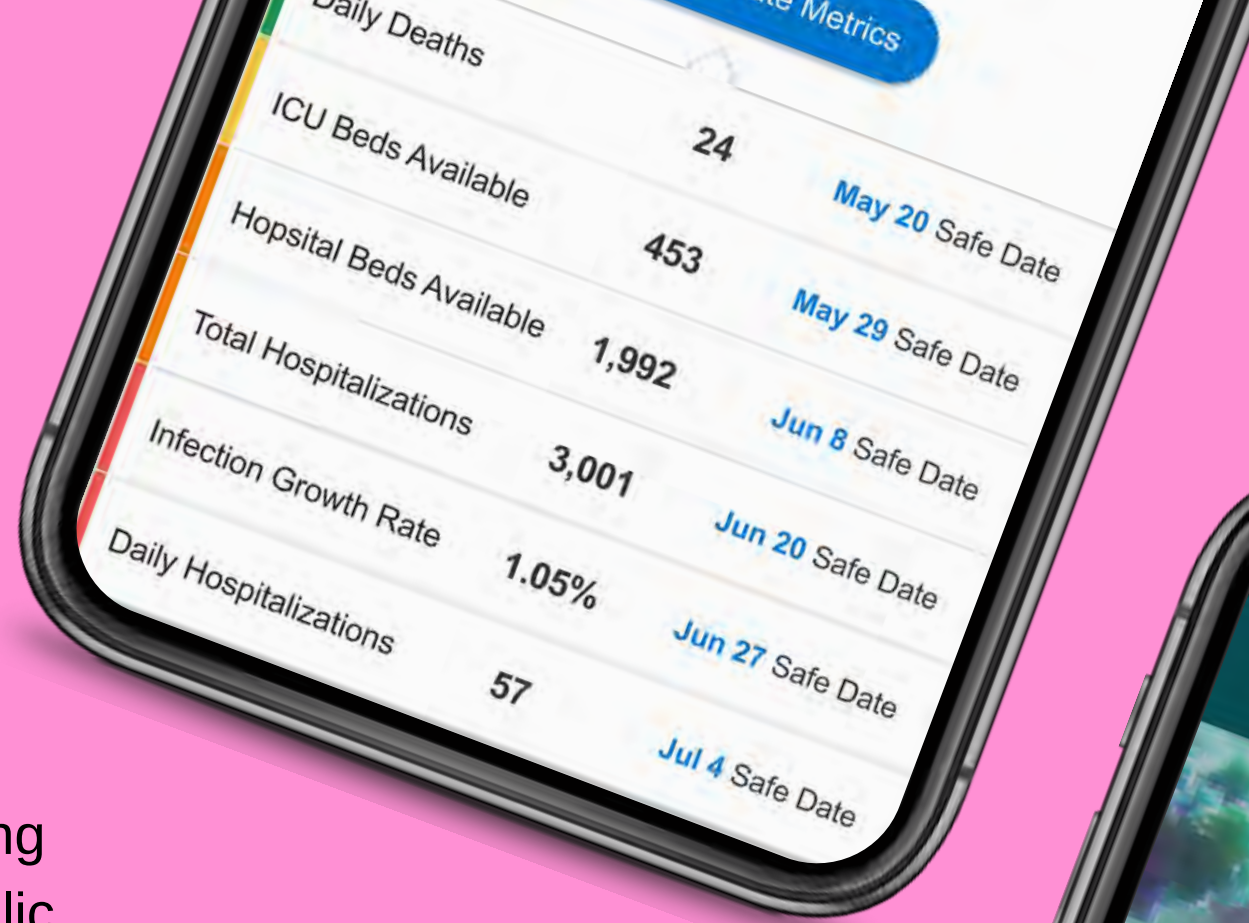 Metrics
Daily Deaths 24 May 20 Safe Date
ICU Beds Available 453 May 29 Safe Date
Hopsital Beds Available 1,992 Jun 8 Safe Date
Total Hospitalizations 3,001 Jun 20 Safe Date
Infection Growth Rate 1.05% Jun 27 Safe Date
Daily Hospitalizations 57 Jul 4 Safe Date